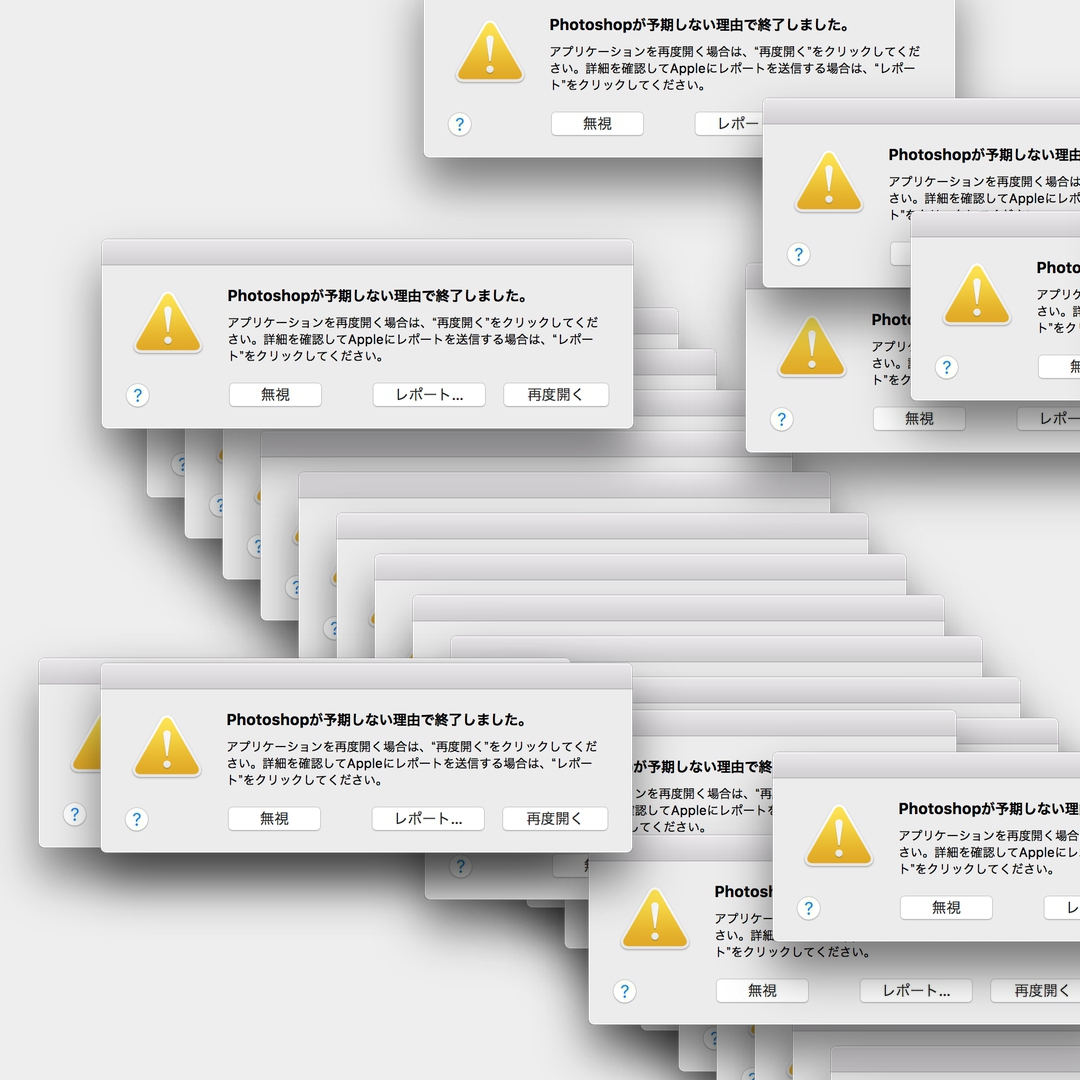 Photoshopが予期しない理由で終了しました。
アプリケーションを再度開く場合は、“再度開く”をクリックしてくだ
さい。詳細を確認してAppleにレポートを送信する場合は、“レポー
ト”をクリックしてください。
?
無視
レポー
Photoshopが予期しない理由
アプリケーションを再度開く場合は
さい。詳細を確認してAppleにレポ
?
Photo
アプリ
さい。詳
ト”をク
?
無
Photo
アプリ
さい。
ト”をク
?
無視
レポー
Photoshopが予期しない理由で終了しました。
アプリケーションを再度開く場合は、“再度開く”をクリックしてくだ
さい。詳細を確認してAppleにレポートを送信する場合は、“レポー
ト”をクリックしてください。
?
無視
レポート...
再度開く
?
?
?
?
?
?
Photoshopが予期しない理由で終了しました。
アプリケーションを再度開く場合は、“再度開く”をクリックしてくだ
さい。詳細を確認してAppleにレポートを送信する場合は、“レポー
ト”をクリックしてください。
?
無視
レポート...
再度開く
が予期しない理由で終
ンを再度開く場合は、“再
認してAppleにレポートを
してください。
?
Photoshopが予期しない理由
アプリケーションを再度開く場合
さい。詳細を確認してAppleにレ
ト”をクリックしてください。
?
無視
レ
Photosh
アプリケー
さい。詳細
ト”をクリックしてください。
?
無視
レポート...
再度開く
?
?